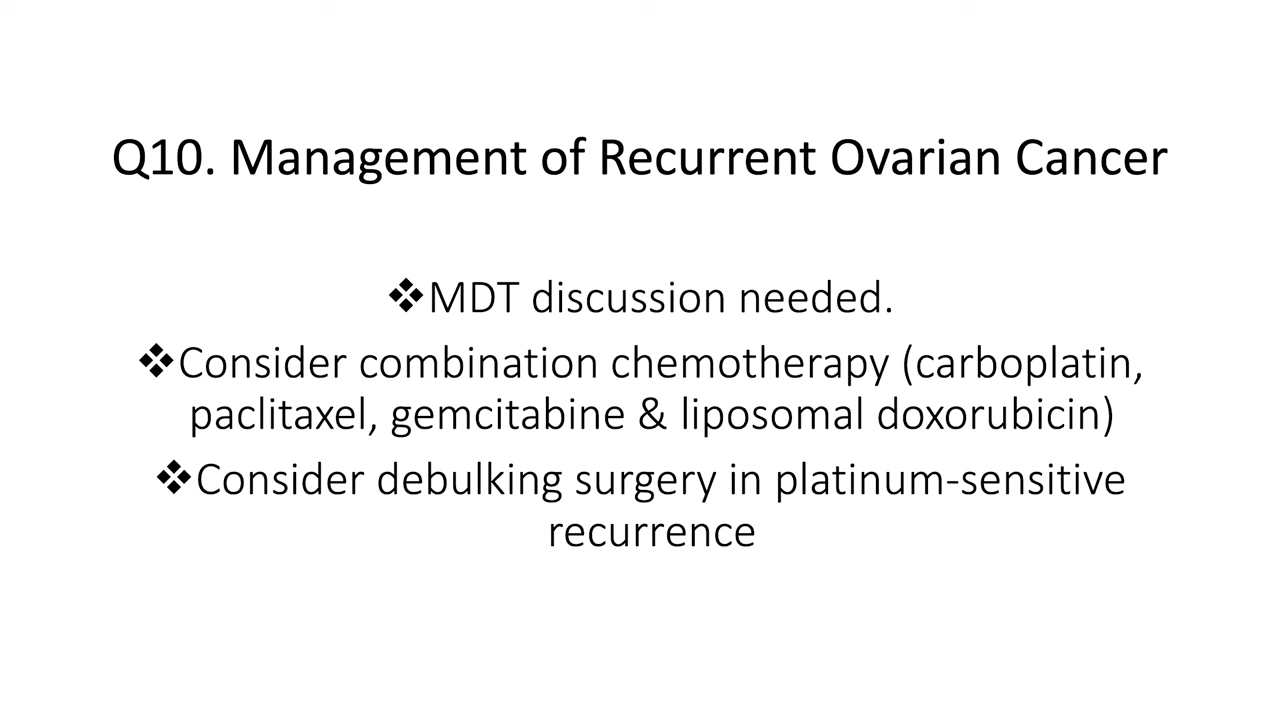 Q10. Management of Recurrent Ovarian Cancer
❖MDT discussion needed.
❖Consider combination chemotherapy (carboplatin,
paclitaxel, gemcitabine & liposomal doxorubicin)
❖Consider debulking surgery in platinum-sensitive
recurrence